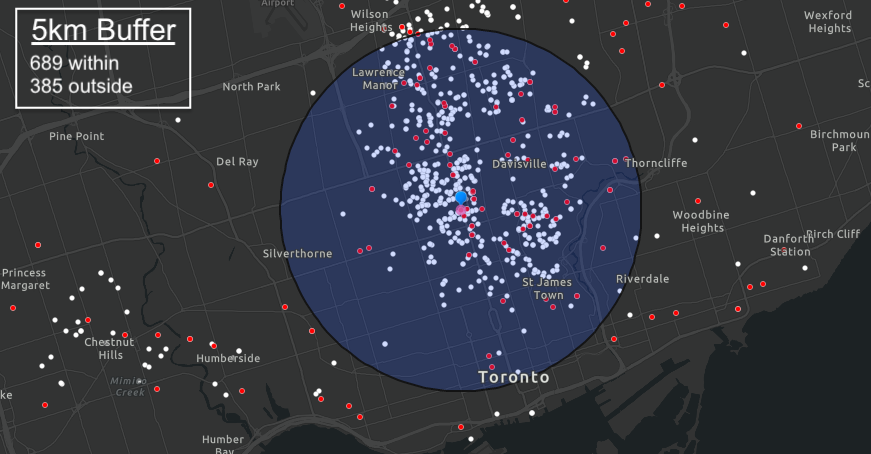 5km Buffer
689 within
385 outside
Airport
Wilson
Heights
Wexford
Heights
Lawrence
Manor
North Park
Sc
Pine Point
Birchmoun
Park
Del Ray
Davisville
Thorncliffe
Woodbine
Heights
Birch Cliff
Danforth
Station
Silverthorne
Princess
Margaret
Riverdale
St James
Town
Chestnut
Hills
Humberside
Mimico
Creek
Toronto
ke
Humber
Bay